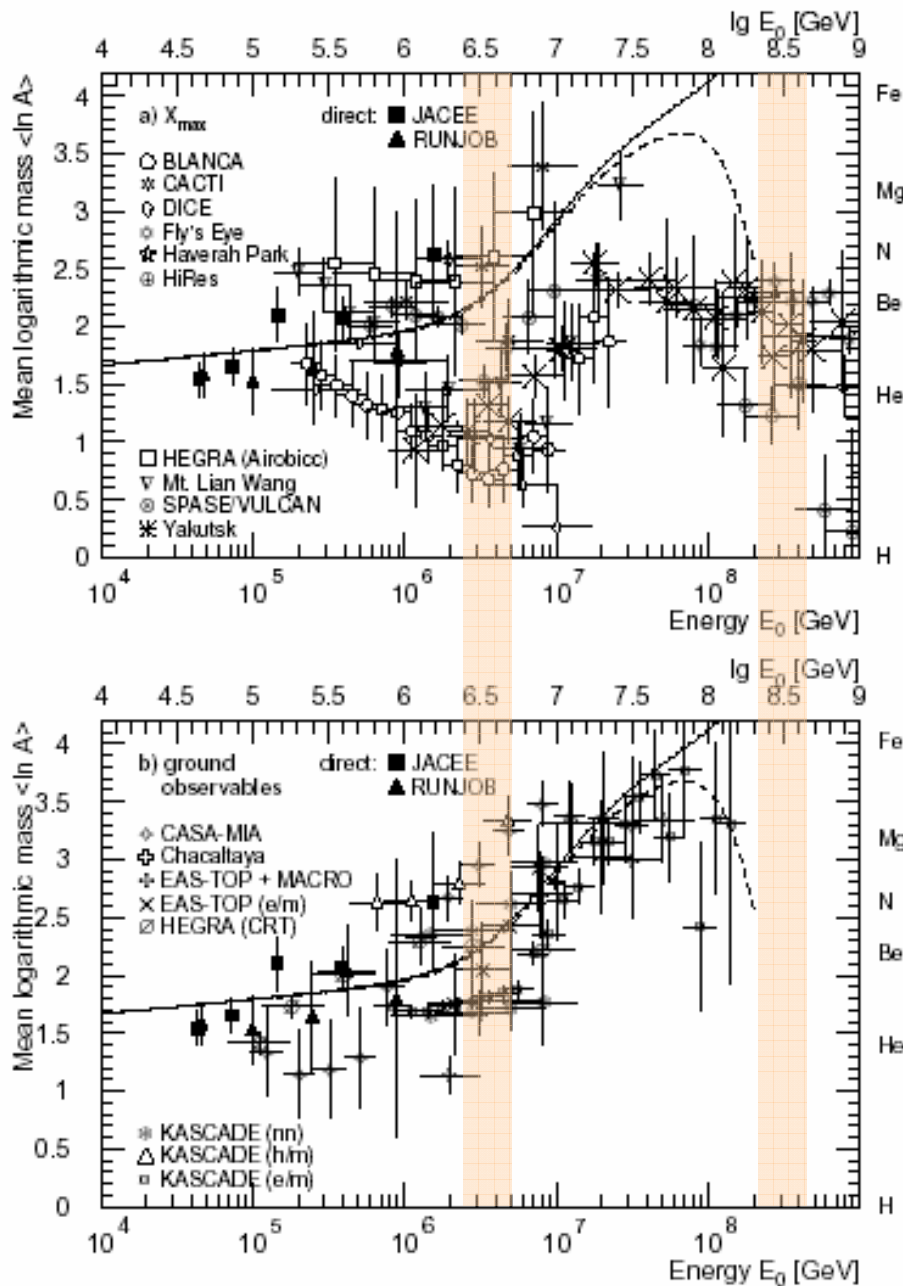 lg E0 [GeV]
4 4.5 5 5.5 6 6.5 7 7.5 8 8.5 9
Mean logarithmic mass <ln A>
4
3.5
3
2.5
2
1.5
1
0.5
0
a) Xmax
direct: ■ JACEE
▲ RUNJOB
BLANCA
CACTI
DICE
Fly's Eye
Haverah Park
HiRes
HEGRA (Airobicc)
Mt. Lian Wang
SPASE/VULCAN
Yakutsk
Fe
Mg
N
Be
He
H
10^4 10^5 10^6 10^7 10^8
Energy E0 [GeV]
lg E0 [GeV]
4 4.5 5 5.5 6 6.5 7 7.5 8 8.5 9
Mean logarithmic mass <ln A>
4
3.5
3
2.5
2
1.5
1
0.5
0
b) ground
observables
direct: ■ JACEE
▲ RUNJOB
CASA-MIA
Chacaltaya
EAS-TOP + MACRO
EAS-TOP (e/m)
HEGRA (CRT)
KASCADE (nn)
KASCADE (h/m)
KASCADE (e/m)
Fe
Mg
N
Be
He
H
10^4 10^5 10^6 10^7 10^8
Energy E0 [GeV]